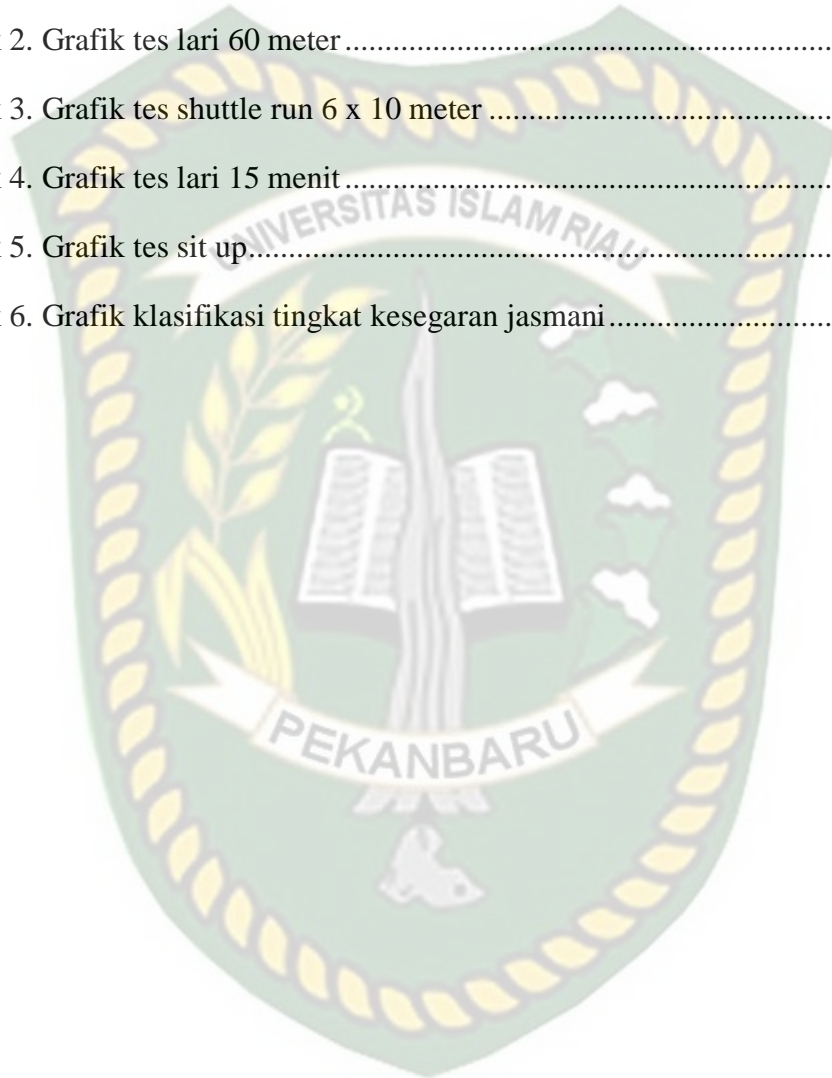 2. Grafik tes lari 60 meter ........................................................
3. Grafik tes shuttle run 6 x 10 meter ........................................
4. Grafik tes lari 15 menit ........................................................
5. Grafik tes sit up....................................................................
6. Grafik klasifikasi tingkat kesegaran jasmani ...........................
UNIVERSITAS ISLAM RIAU
PEKANBARU